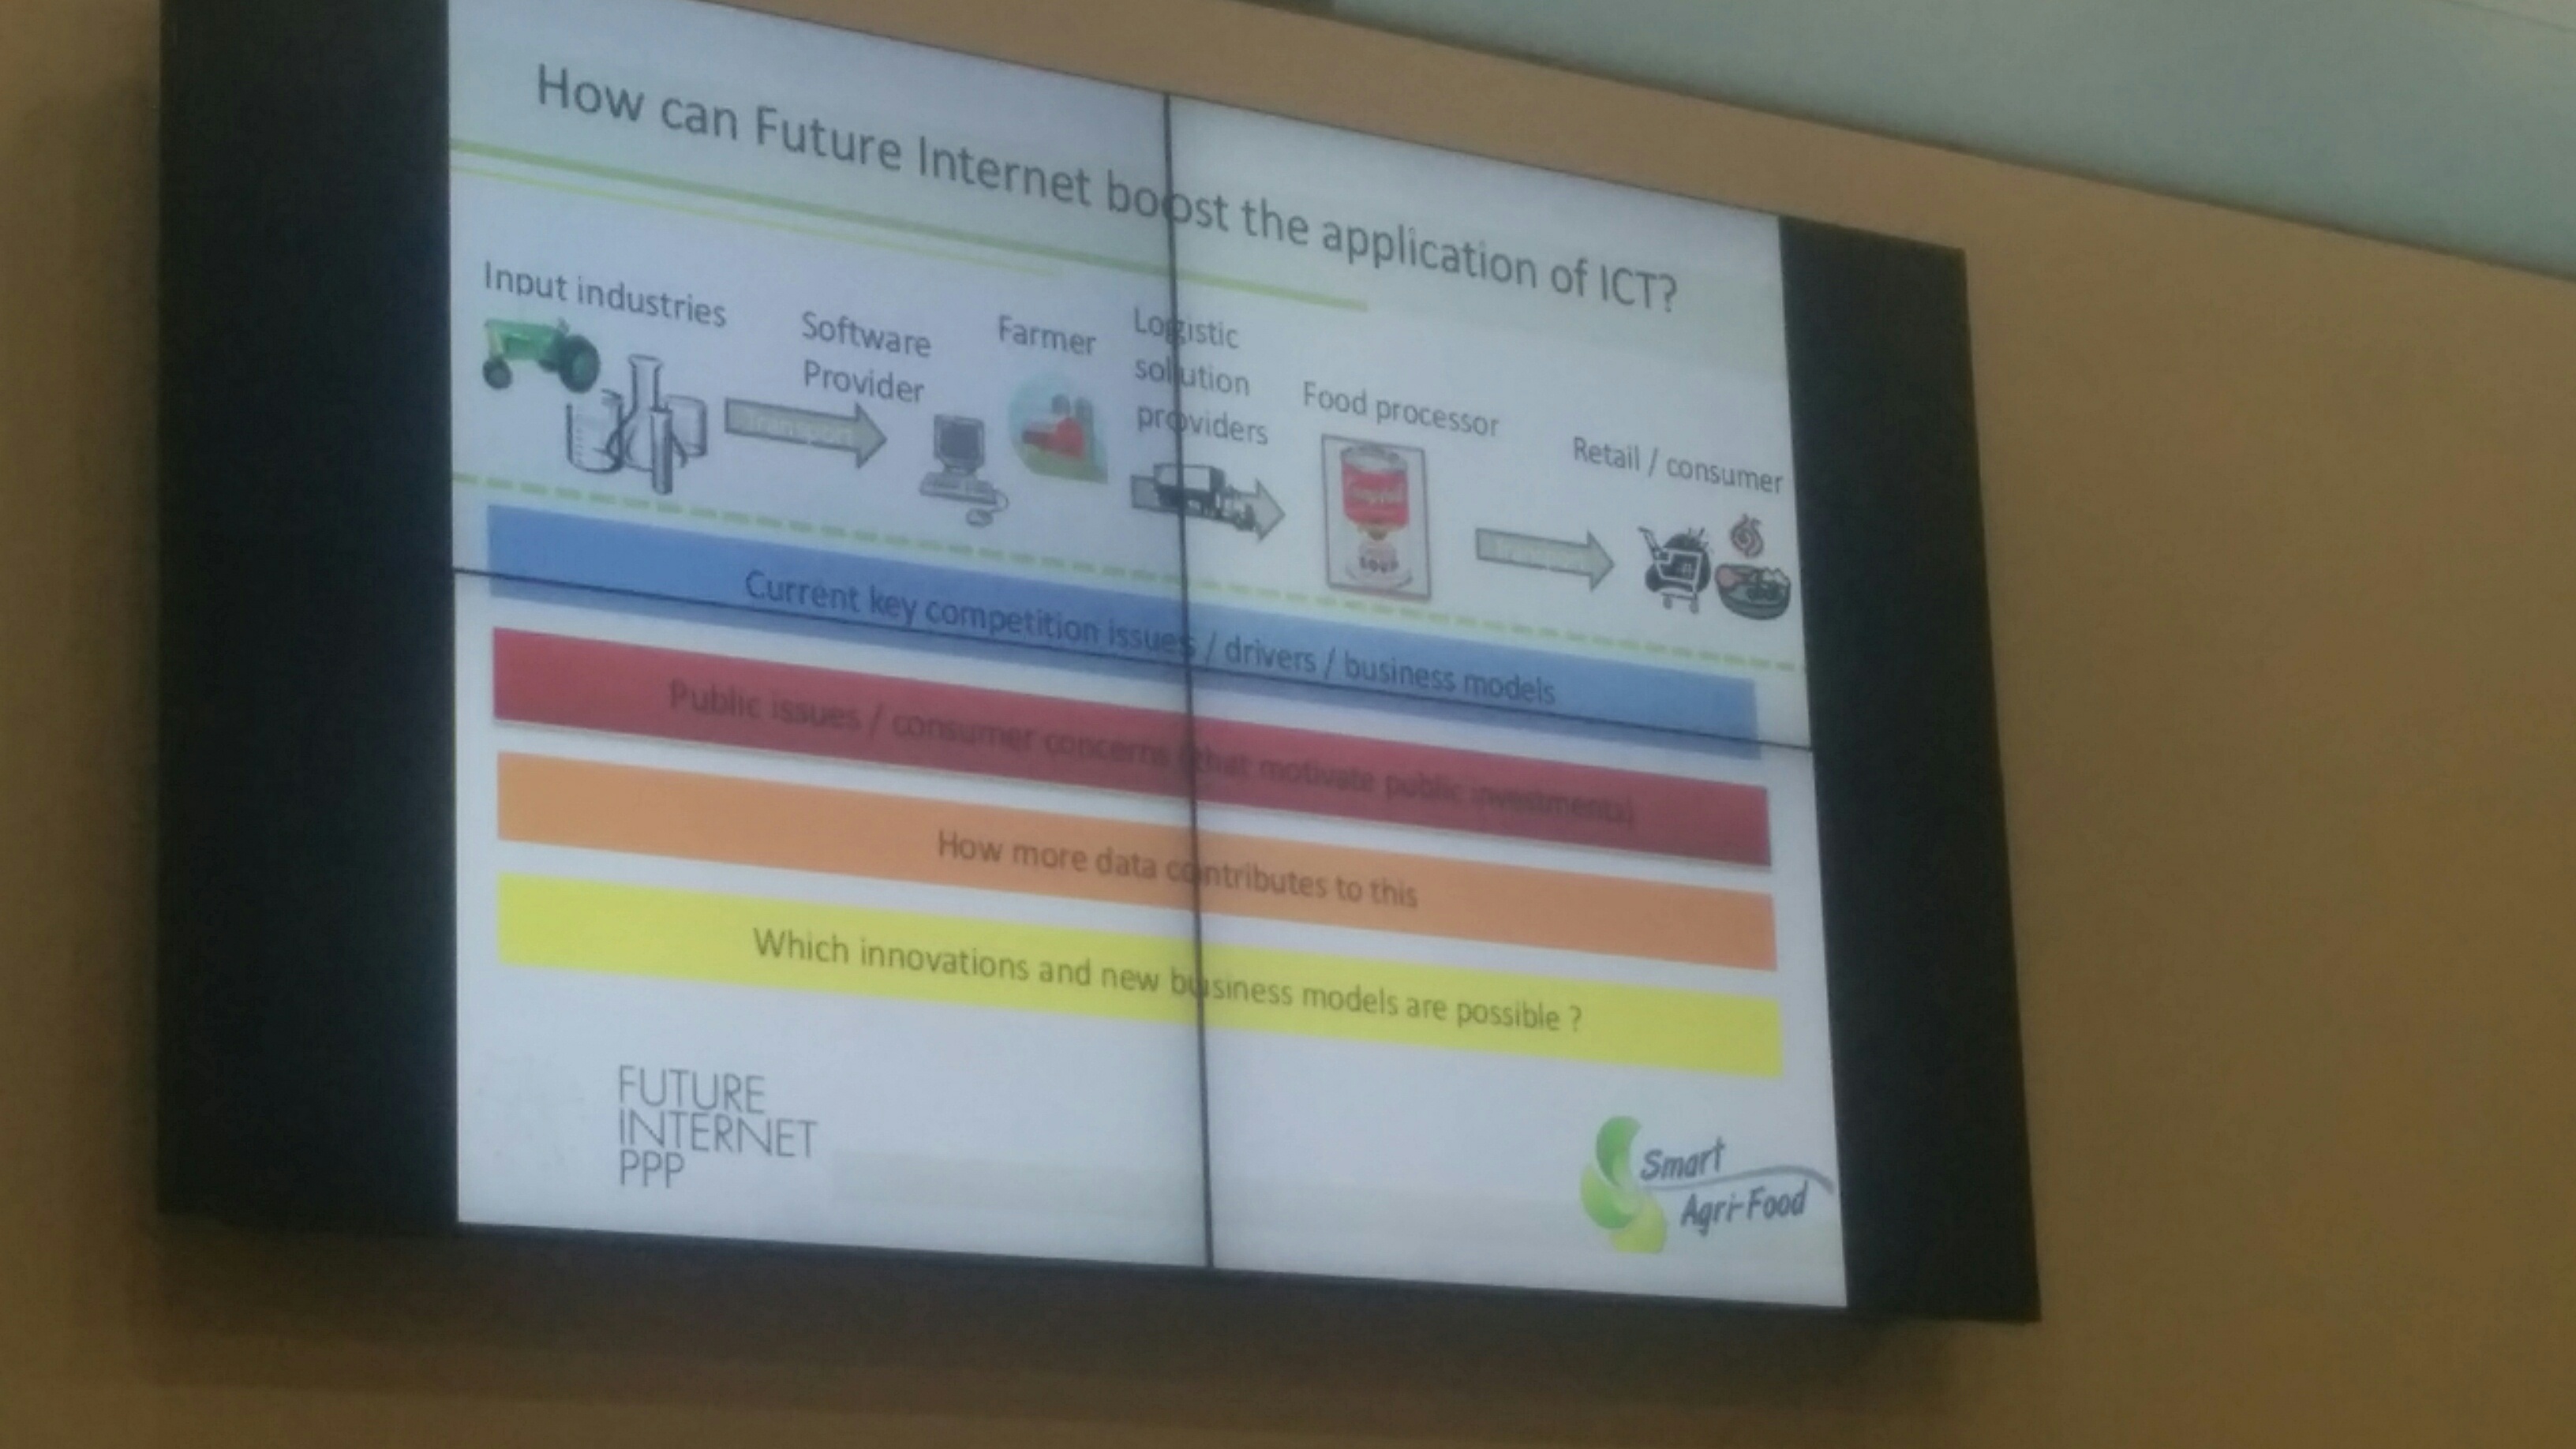 How can Future Internet boost the application of ICT?
Input industries
Software
Provider
Farmer
Logistic
solution
providers
Food processor
Retail / consumer
Transport
Campbell's
SOUP
Transport
Current key competition issues / drivers / business models
Public issues / consumer concerns (that motivate public investments)
How more data contributes to this
Which innovations and new business models are possible ?
FUTURE
INTERNET
PPP
Smart
Agri-Food